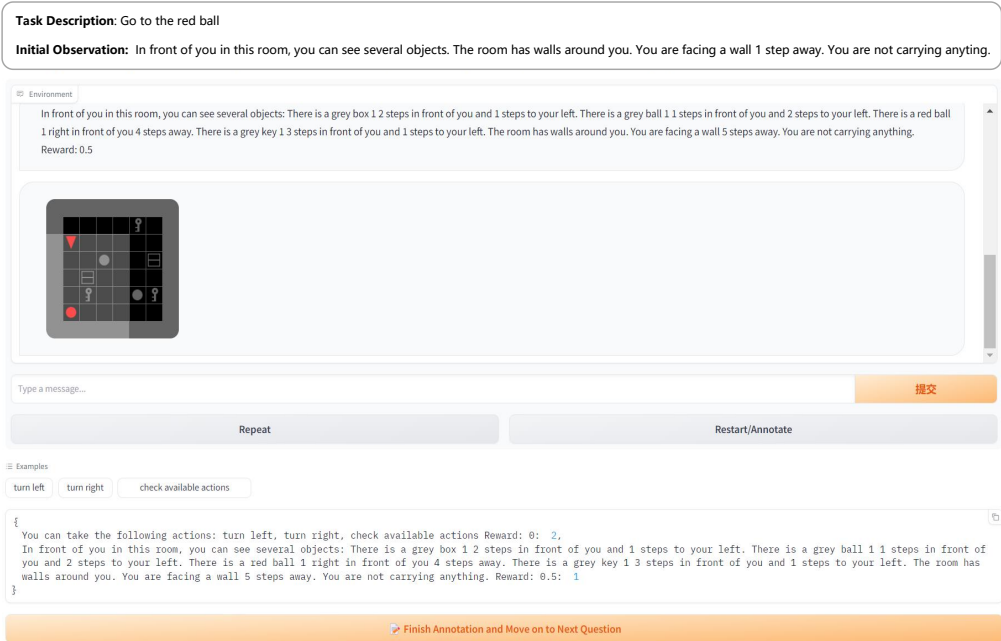 Task Description: Go to the red ball
Initial Observation: In front of you in this room, you can see several objects. The room has walls around you. You are facing a wall 1 step away. You are not carrying anyting.
Environment
In front of you in this room, you can see several objects: There is a grey box 1 2 steps in front of you and 1 steps to your left. There is a grey ball 1 1 steps in front of you and 2 steps to your left. There is a red ball
1 right in front of you 4 steps away. There is a grey key 1 3 steps in front of you and 1 steps to your left. The room has walls around you. You are facing a wall 5 steps away. You are not carrying anything.
Reward: 0.5
Type a message...
提交
Repeat
Restart/Annotate
Examples
turn left
turn right
check available actions
{
You can take the following actions: turn left, turn right, check available actions Reward: 0: 2,
In front of you in this room, you can see several objects: There is a grey box 1 2 steps in front of you and 1 steps to your left. There is a grey ball 1 1 steps in front of
you and 2 steps to your left. There is a red ball 1 right in front of you 4 steps away. There is a grey key 1 3 steps in front of you and 1 steps to your left. The room has
walls around you. You are facing a wall 5 steps away. You are not carrying anything. Reward: 0.5: 1
}
Finish Annotation and Move on to Next Question